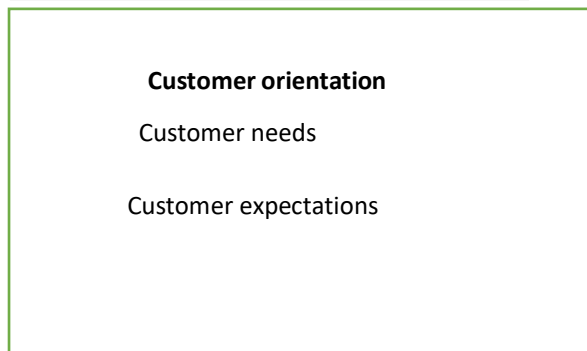 Customer orientation
Customer needs
Customer expectations